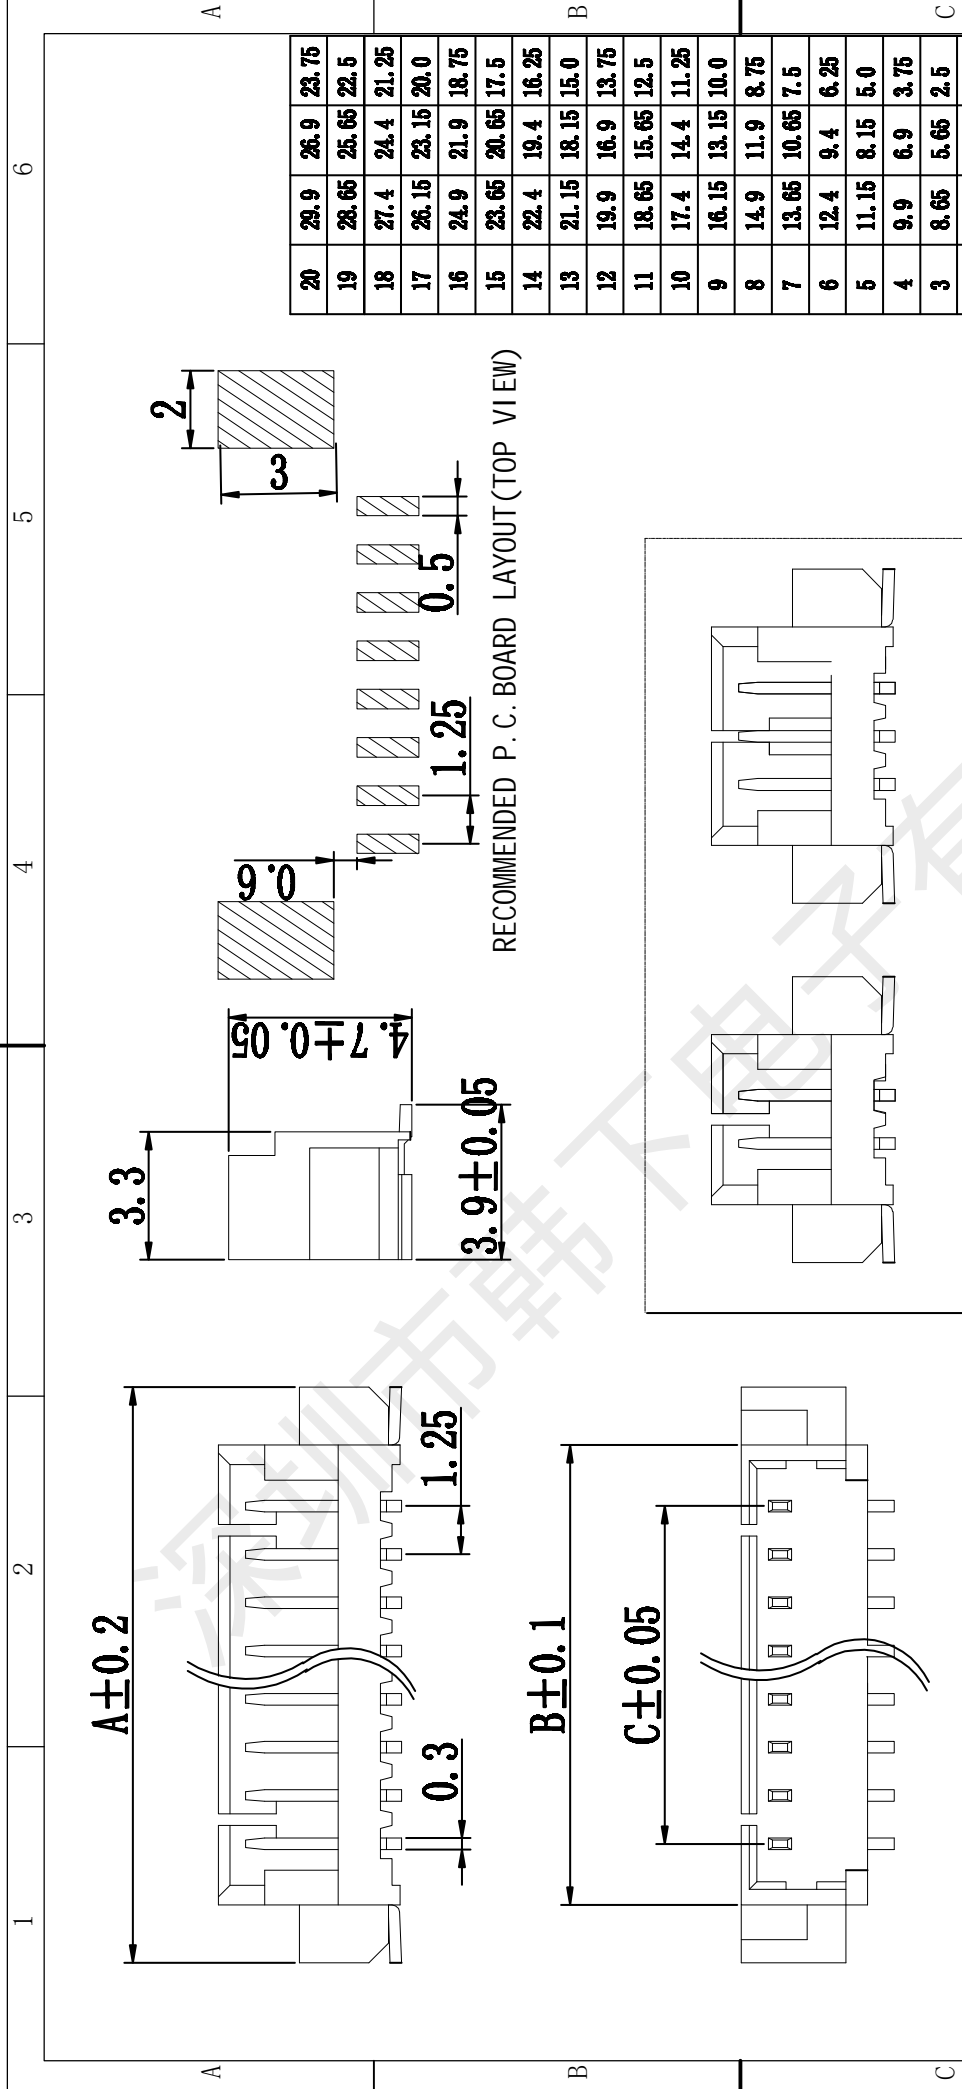 1
2
3
4
5
6
A
B
C
A
B
C
A±0.2
3.3
2
3
4.7±0.05
0.6
0.3
1.25
3.9±0.05
1.25
0.5
RECOMMENDED P.C.BOARD LAYOUT(TOP VIEW)
B±0.1
C±0.05
20 29.9 26.9 23.75
19 28.65 25.65 22.5
18 27.4 24.4 21.25
17 26.15 23.15 20.0
16 24.9 21.9 18.75
15 23.65 20.65 17.5
14 22.4 19.4 16.25
13 21.15 18.15 15.0
12 19.9 16.9 13.75
11 18.65 15.65 12.5
10 17.4 14.4 11.25
9 16.15 13.15 10.0
8 14.9 11.9 8.75
7 13.65 10.65 7.5
6 12.4 9.4 6.25
5 11.15 8.15 5.0
4 9.9 6.9 3.75
3 8.65 5.65 2.5
深圳市韩下电子有